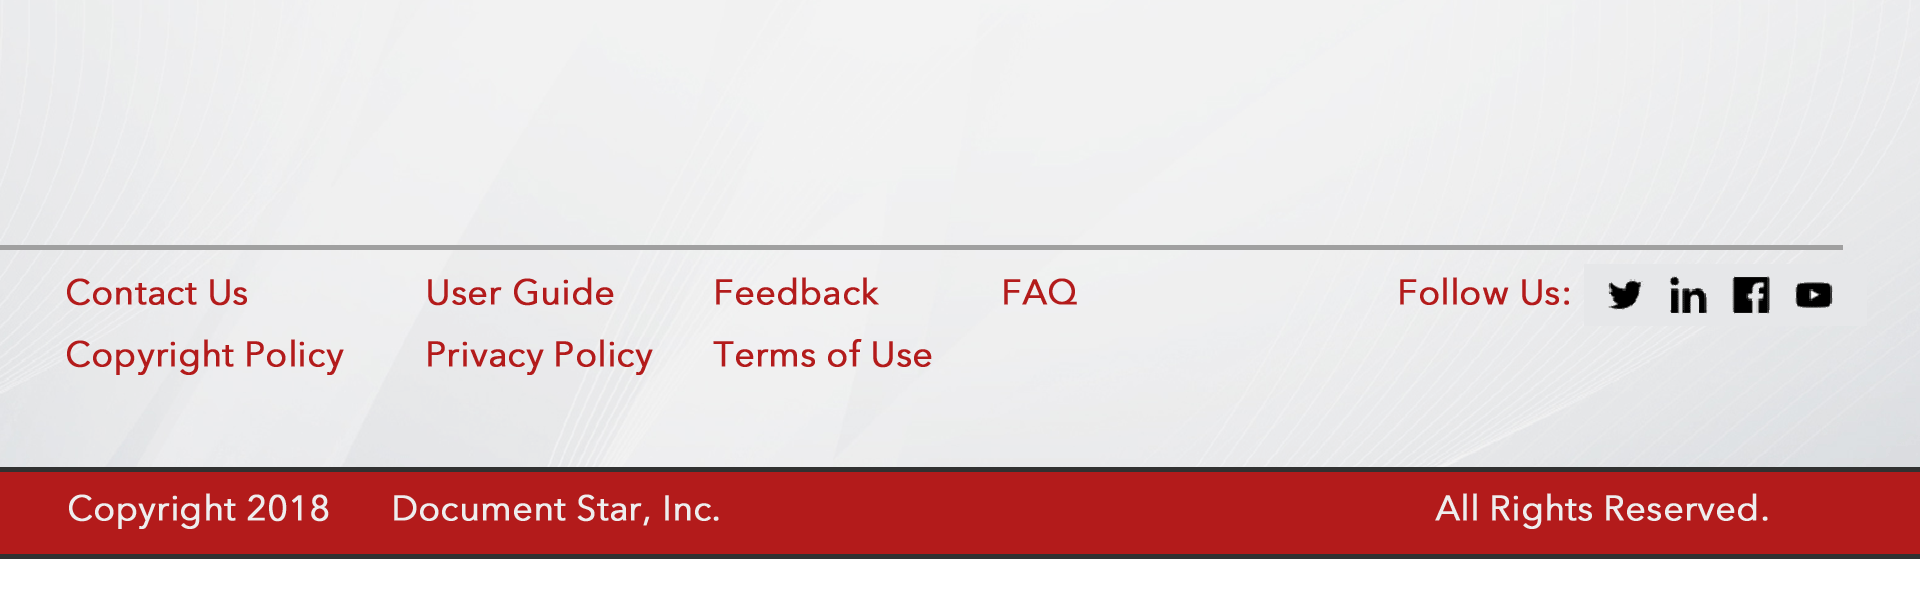 Contact Us User Guide Feedback FAQ Follow Us:
Copyright Policy Privacy Policy Terms of Use
Copyright 2018 Document Star, Inc. All Rights Reserved.